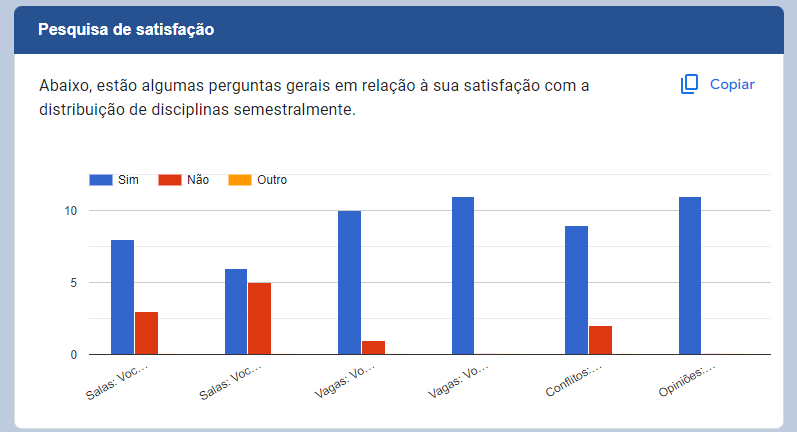 Pesquisa de satisfação
Abaixo, estão algumas perguntas gerais em relação à sua satisfação com a
distribuição de disciplinas semestralmente.
Copiar
Sim Não Outro
10
5
0
Salas: Voc… Salas: Voc… Vagas: Vo… Vagas: Vo… Conflitos:… Opiniões:…